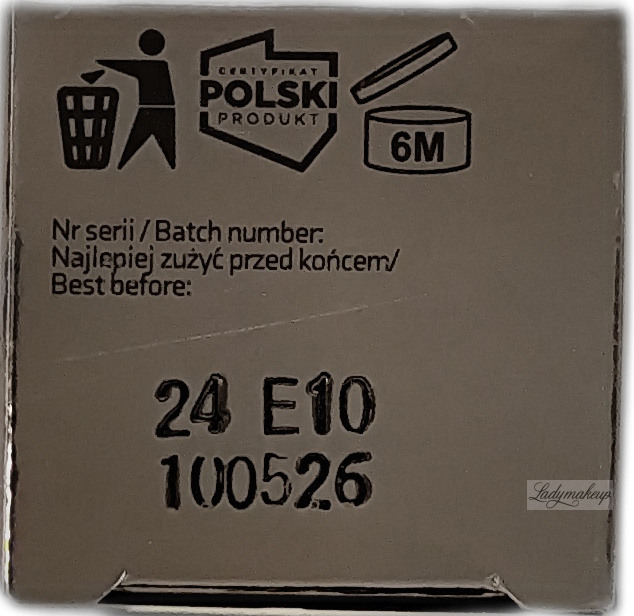 CERTYFIKAT
POLSKI
PRODUKT
6M
Nr serii / Batch number:
Najlepiej zużyć przed końcem/
Best before:
24 E10
100526
Ladymakeup